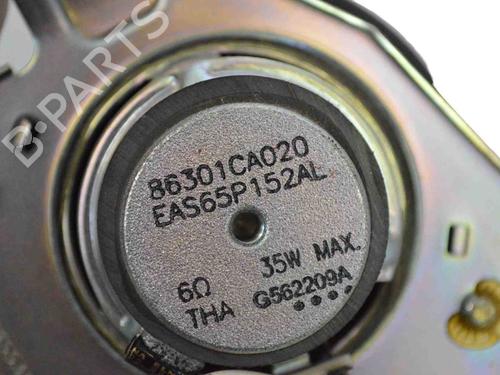 B-PARTS
86301CA020
EAS65P152AL
6Ω 35W MAX.
THA G562209A